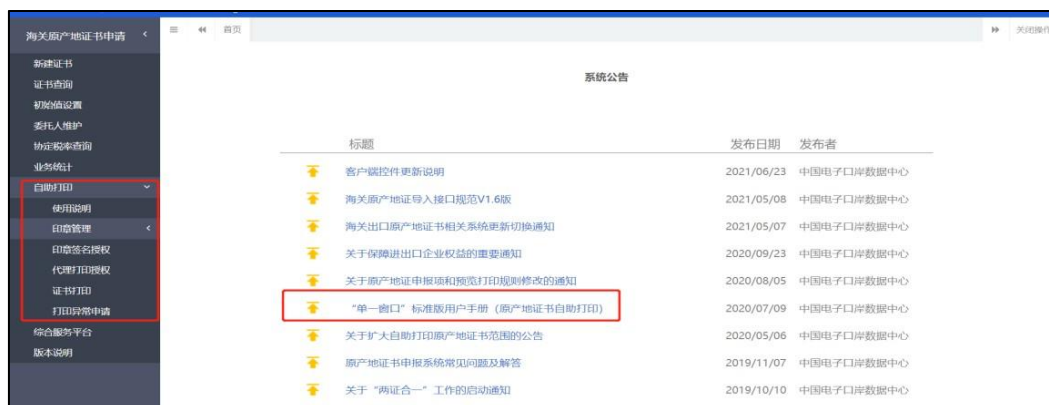 海关原产地证书申请
首页
关闭操作
新建证书
证书查询
初始值设置
委托人维护
协定税率查询
业务统计
自助打印
使用说明
印章管理
印章签名授权
代理打印授权
证书打印
打印异常申请
综合服务平台
版本说明
系统公告
标题 发布日期 发布者
客户端控件更新说明 2021/06/23 中国电子口岸数据中心
海关原产地证导入接口规范V1.6版 2021/05/08 中国电子口岸数据中心
海关出口原产地证书相关系统更新切换通知 2021/05/07 中国电子口岸数据中心
关于保障进出口企业权益的重要通知 2020/09/23 中国电子口岸数据中心
关于原产地证申报项和预览打印规则修改的通知 2020/08/05 中国电子口岸数据中心
“单一窗口”标准版用户手册（原产地证书自助打印） 2020/07/09 中国电子口岸数据中心
关于扩大自助打印原产地证书范围的公告 2020/05/06 中国电子口岸数据中心
原产地证书申报系统常见问题及解答 2019/11/07 中国电子口岸数据中心
关于“两证合一”工作的启动通知 2019/10/10 中国电子口岸数据中心